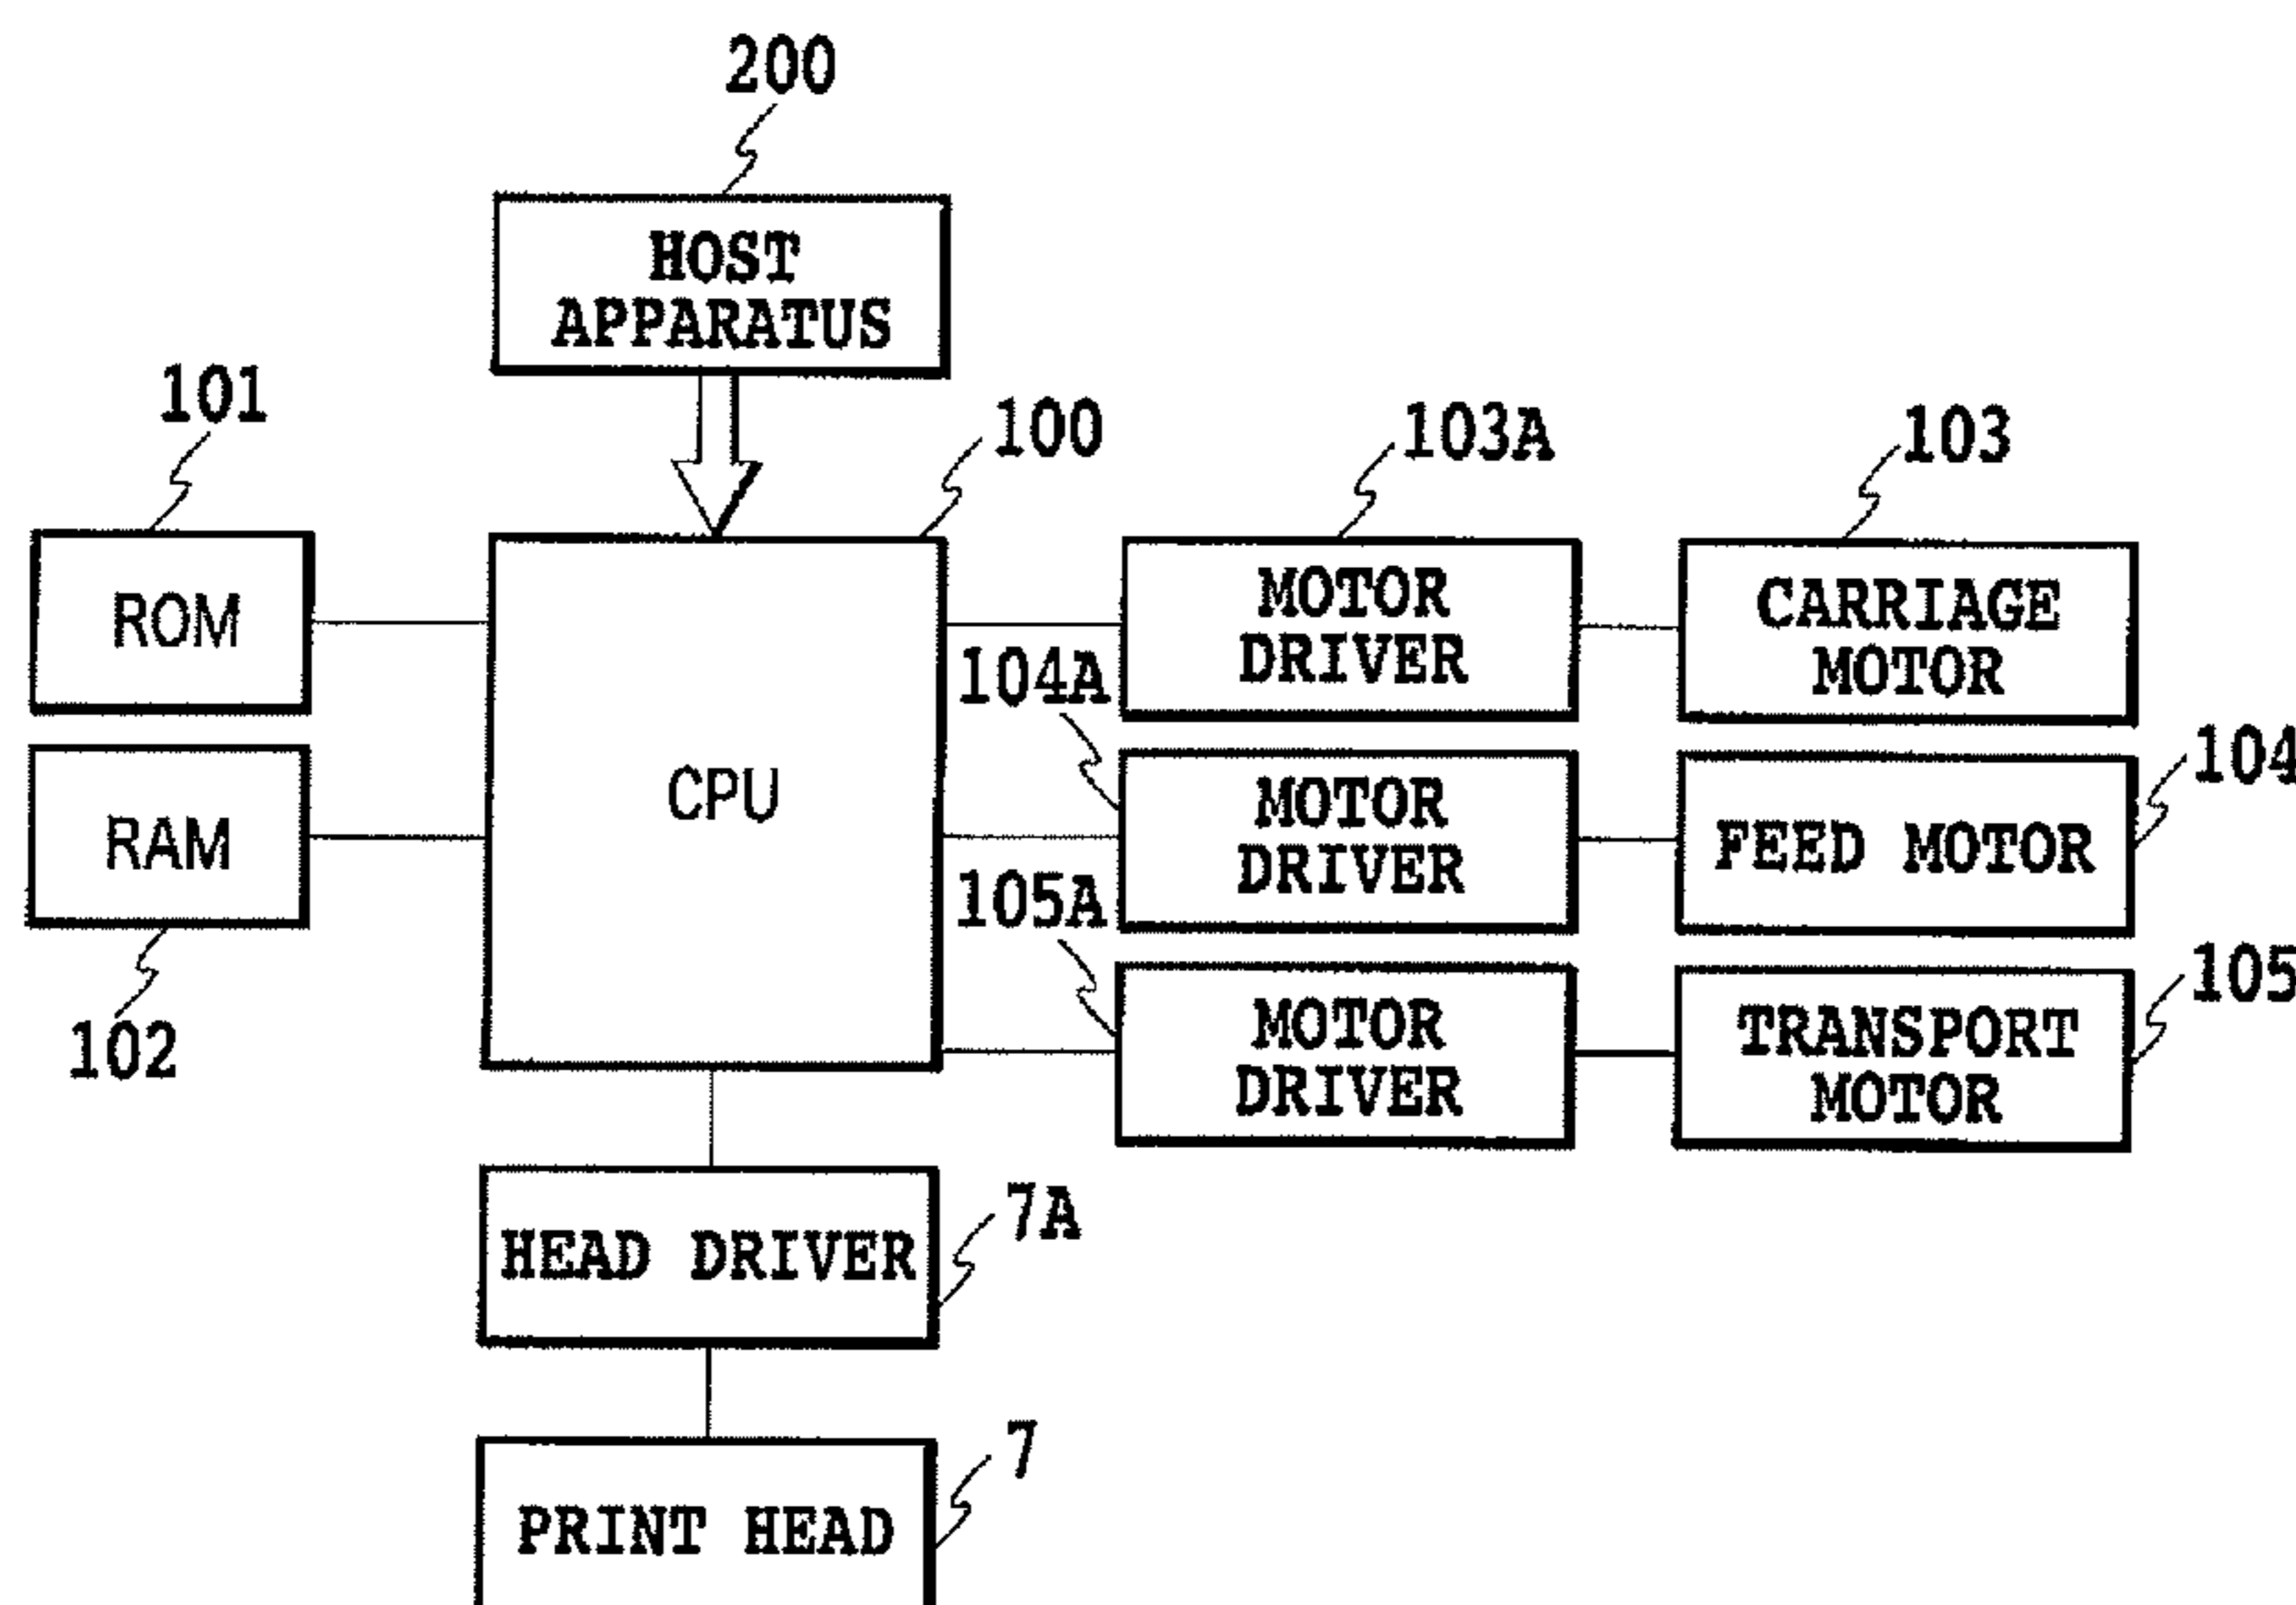 200
HOST
APPARATUS
101
100
103A
103
ROM
MOTOR
DRIVER
CARRIAGE
MOTOR
104A
104
RAM
CPU
MOTOR
DRIVER
FEED MOTOR
105A
105
102
MOTOR
DRIVER
TRANSPORT
MOTOR
HEAD DRIVER
7A
PRINT HEAD
7